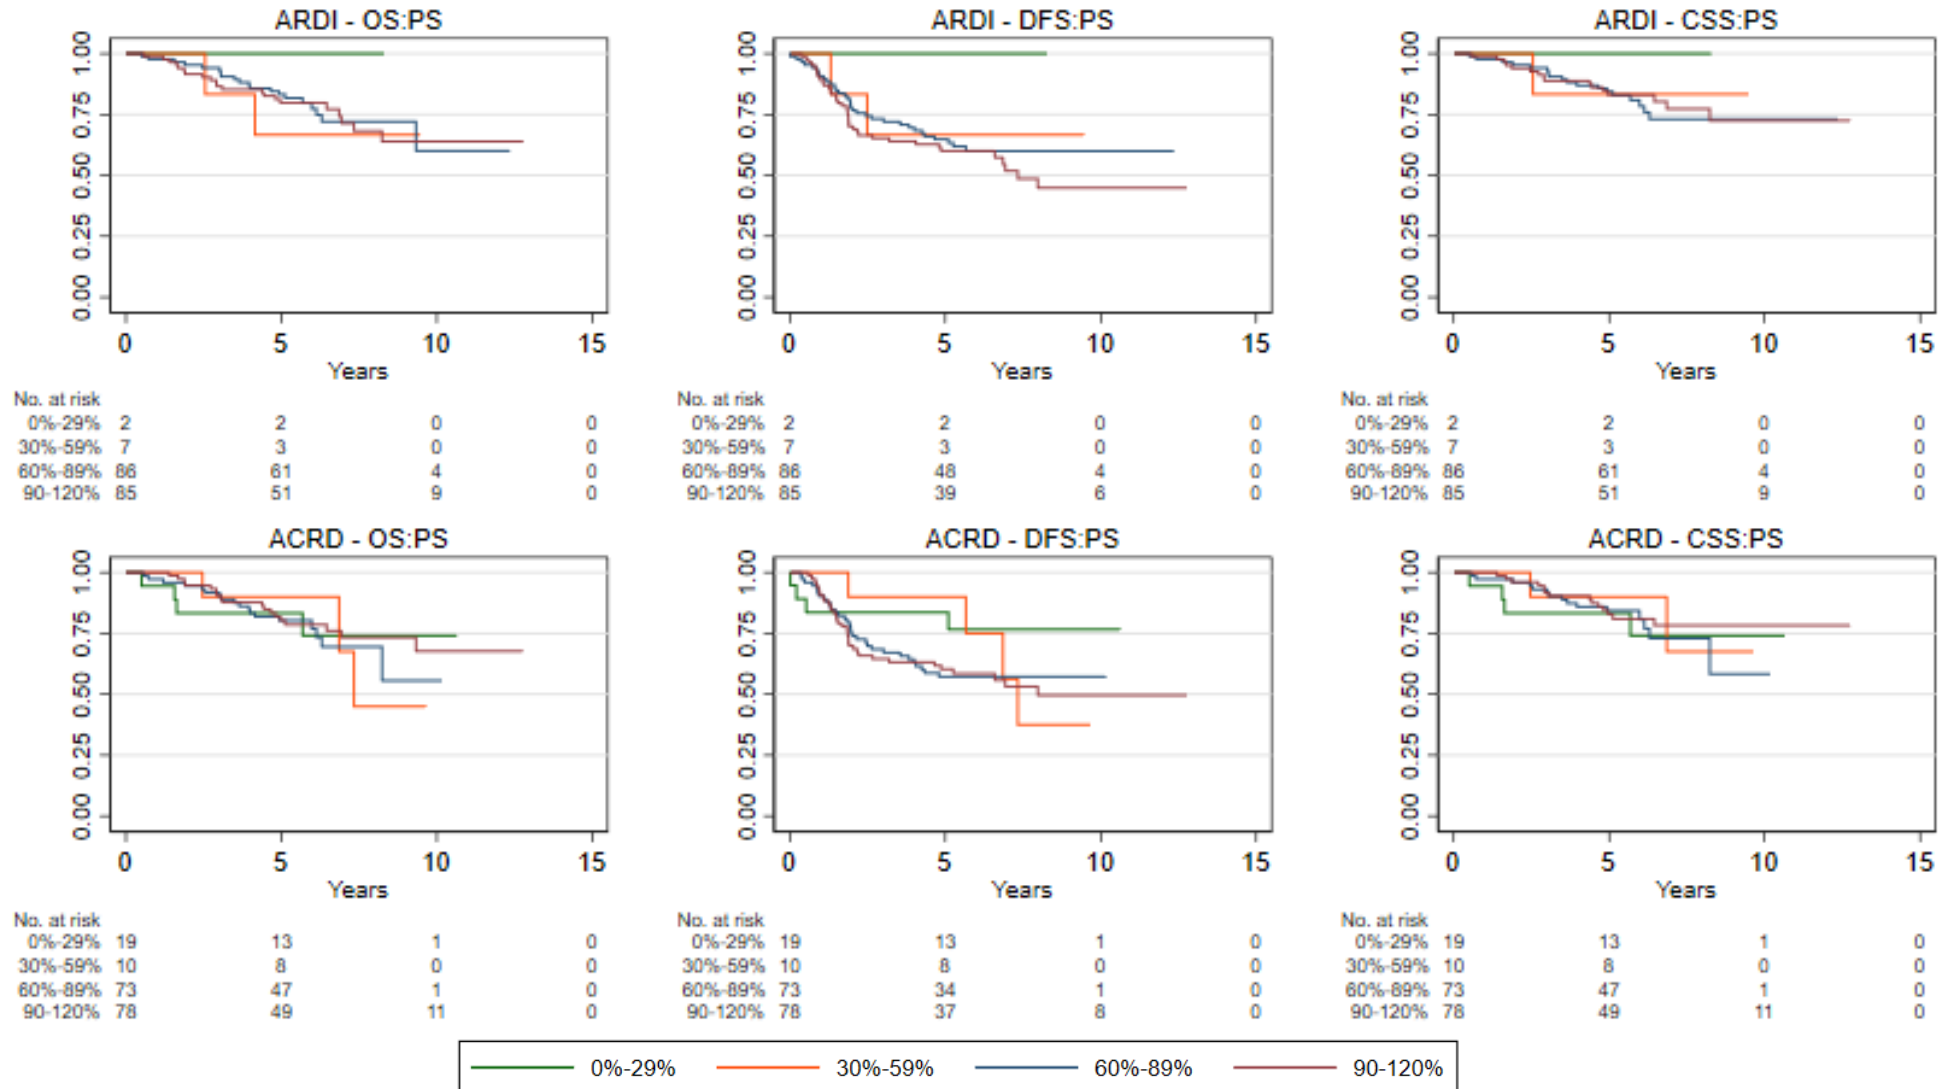 ARDI - OS:PS ARDI - DFS:PS ARDI - CSS:PS
1.00 1.00 1.00
0.75 0.75 0.75
0.50 0.50 0.50
0.25 0.25 0.25
0.00 0.00 0.00
0 5 10 15 0 5 10 15 0 5 10 15
Years Years Years
No. at risk No. at risk No. at risk
0%-29% 2 2 0 0 0%-29% 2 2 0 0 0%-29% 2 2 0 0
30%-59% 7 3 0 0 30%-59% 7 3 0 0 30%-59% 7 3 0 0
60%-89% 86 61 4 0 60%-89% 86 48 4 0 60%-89% 86 61 4 0
90-120% 85 51 9 0 90-120% 85 39 6 0 90-120% 85 51 9 0
ACRD - OS:PS ACRD - DFS:PS ACRD - CSS:PS
1.00 1.00 1.00
0.75 0.75 0.75
0.50 0.50 0.50
0.25 0.25 0.25
0.00 0.00 0.00
0 5 10 15 0 5 10 15 0 5 10 15
Years Years Years
No. at risk No. at risk No. at risk
0%-29% 19 13 1 0 0%-29% 19 13 1 0 0%-29% 19 13 1 0
30%-59% 10 8 0 0 30%-59% 10 8 0 0 30%-59% 10 8 0 0
60%-89% 73 47 1 0 60%-89% 73 34 1 0 60%-89% 73 47 1 0
90-120% 78 49 11 0 90-120% 78 37 8 0 90-120% 78 49 11 0
0%-29% 30%-59% 60%-89% 90-120%